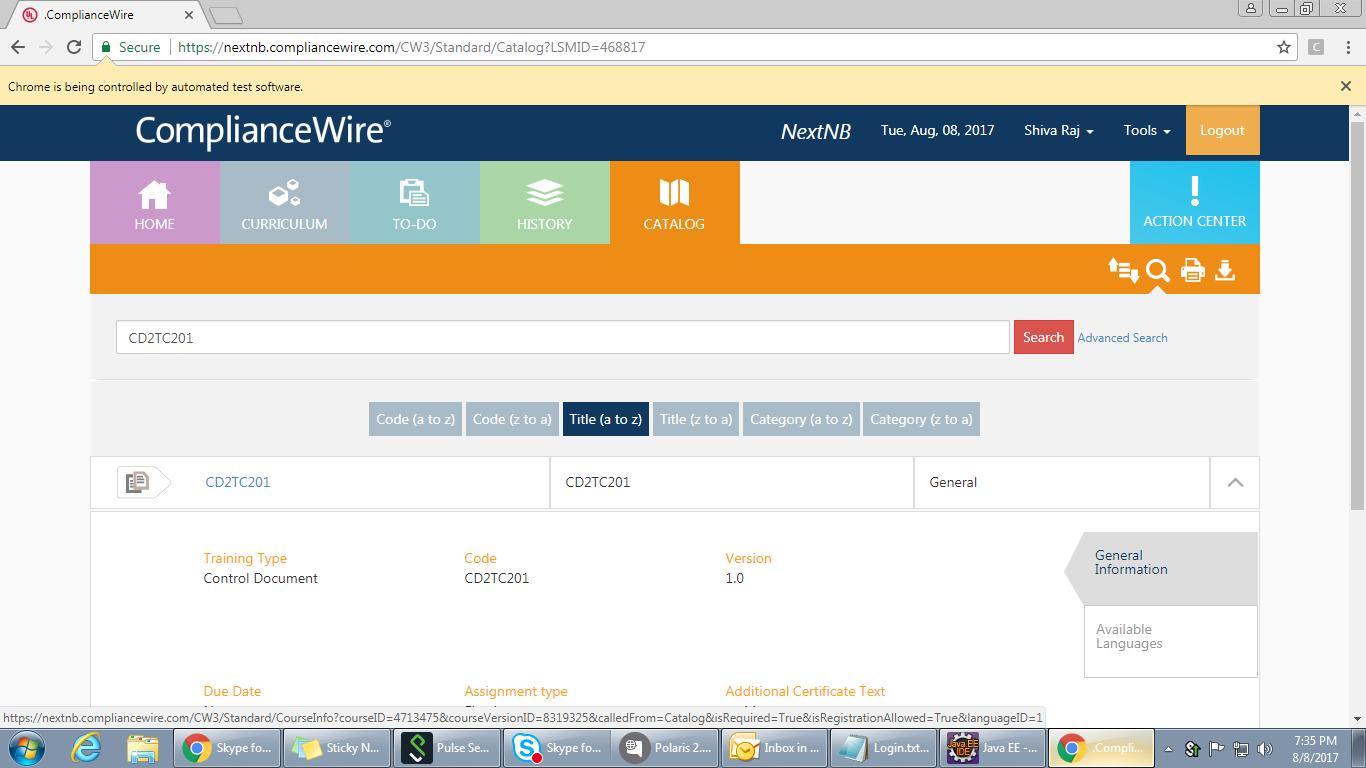 .ComplianceWire
Secure https://nextnb.compliancewire.com/CW3/Standard/Catalog?LSMID=468817
Chrome is being controlled by automated test software.
ComplianceWire® NextNB Tue, Aug, 08, 2017 Shiva Raj Tools Logout
HOME CURRICULUM TO-DO HISTORY CATALOG ACTION CENTER
CD2TC201 Search Advanced Search
Code (a to z) Code (z to a) Title (a to z) Title (z to a) Category (a to z) Category (z to a)
CD2TC201 CD2TC201 General
Training Type Code Version
Control Document CD2TC201 1.0
General
Information
Available
Languages
Due Date Assignment type Additional Certificate Text
https://nextnb.compliancewire.com/CW3/Standard/CourseInfo?courseID=4713475&courseVersionID=8319325&calledFrom=Catalog&isRequired=True&isRegistrationAllowed=True&languageID=1
Skype fo... Sticky N... Pulse Se... Skype fo... Polaris 2.... Inbox in ... Login.txt... Java EE -... .Compli...
7:35 PM
8/8/2017